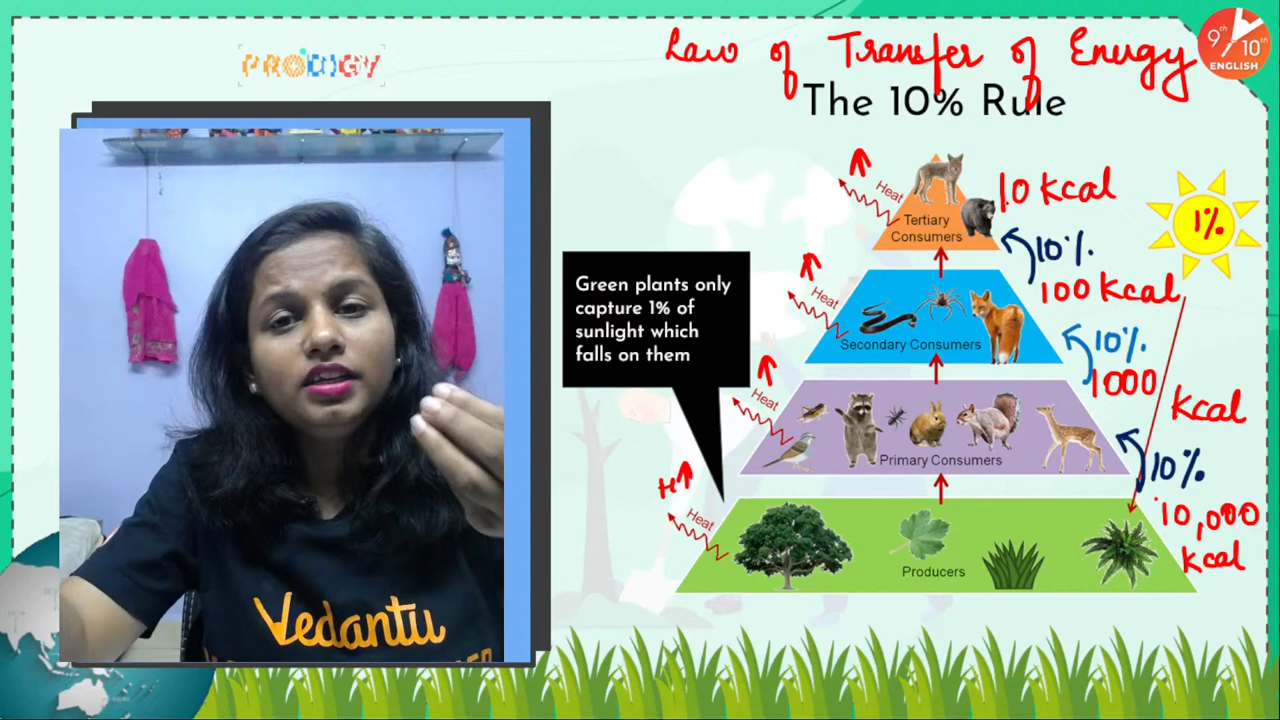 Law of Transfer of Energy
9th 10th
ENGLISH
PRODIGY
The 10% Rule
Heat
Tertiary
Consumers
10 Kcal
1%
10%
100 Kcal
Green plants only
capture 1% of
sunlight which
falls on them
Heat
Secondary Consumers
10%
1000
Kcal
Heat
Primary Consumers
10%
H
Heat
10,000
Kcal
Producers
Vedantu